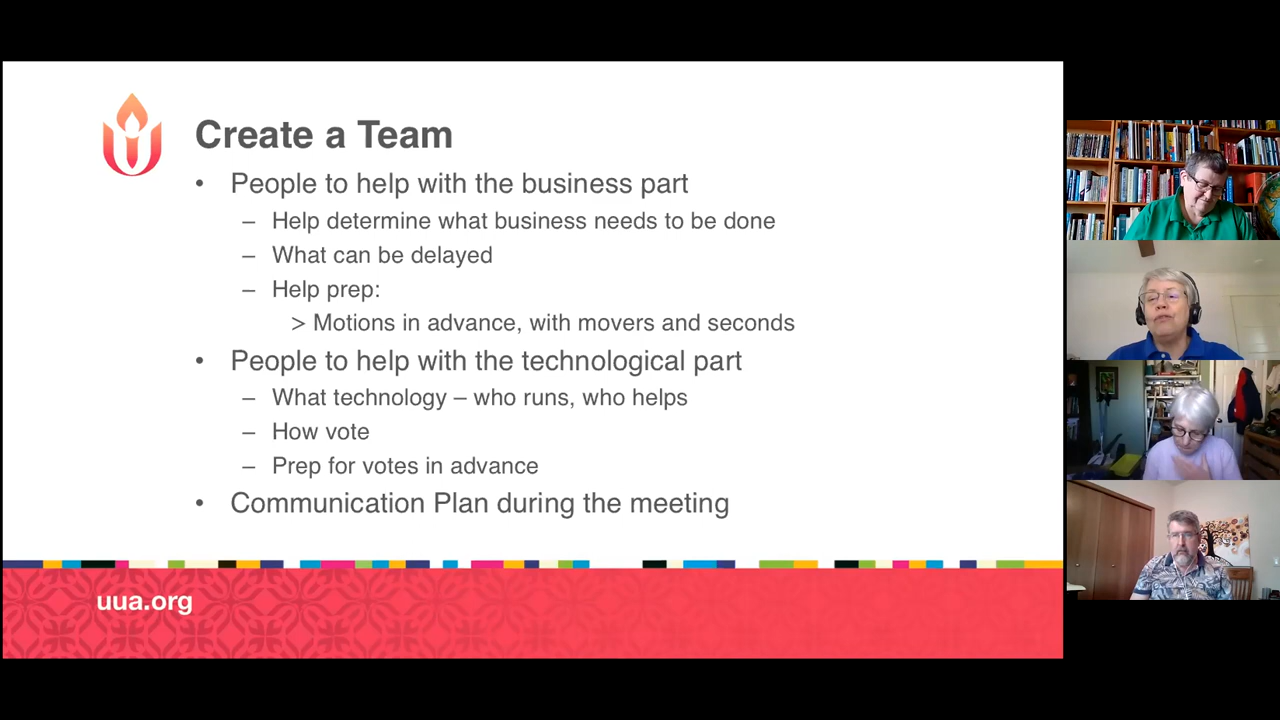 Create a Team
• People to help with the business part
– Help determine what business needs to be done
– What can be delayed
– Help prep:
> Motions in advance, with movers and seconds
• People to help with the technological part
– What technology – who runs, who helps
– How vote
– Prep for votes in advance
• Communication Plan during the meeting
uua.org